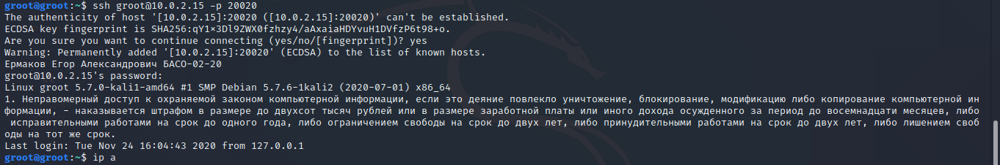 groot@groot:~$ ssh groot@10.0.2.15 -p 20020
The authenticity of host '[10.0.2.15]:20020 ([10.0.2.15]:20020)' can't be established.
ECDSA key fingerprint is SHA256:qY1×3Dl9ZWX0fzhzy4/aAxaiaHDYvuH1DVfzP6t98+o.
Are you sure you want to continue connecting (yes/no/[fingerprint])? yes
Warning: Permanently added '[10.0.2.15]:20020' (ECDSA) to the list of known hosts.
Ермаков Егор Александрович БАСО-02-20
groot@10.0.2.15's password:
Linux groot 5.7.0-kali1-amd64 #1 SMP Debian 5.7.6-1kali2 (2020-07-01) x86_64
1. Неправомерный доступ к охраняемой законом компьютерной информации, если это деяние повлекло уничтожение, блокирование, модификацию либо копирование компьютерной ин
формации, - наказывается штрафом в размере до двухсот тысяч рублей или в размере заработной платы или иного дохода осужденного за период до восемнадцати месяцев, либо
исправительными работами на срок до одного года, либо ограничением свободы на срок до двух лет, либо принудительными работами на срок до двух лет, либо лишением своб
оды на тот же срок.
Last login: Tue Nov 24 16:04:43 2020 from 127.0.0.1
groot@groot:~$ ip a